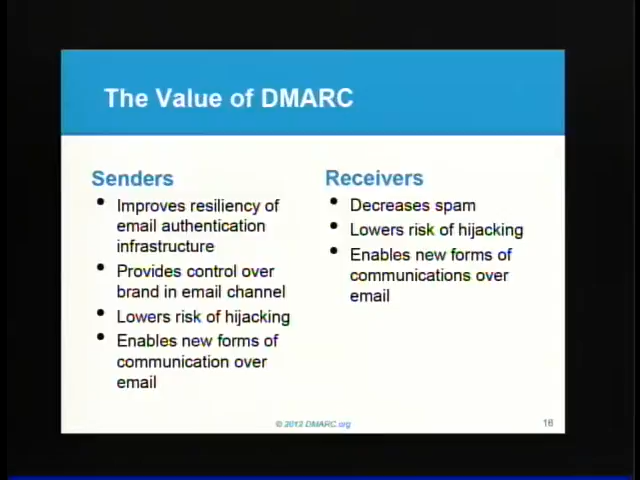 The Value of DMARC
Senders
• Improves resiliency of
email authentication
infrastructure
• Provides control over
brand in email channel
• Lowers risk of hijacking
• Enables new forms of
communication over
email
Receivers
• Decreases spam
• Lowers risk of hijacking
• Enables new forms of
communications over
email
© 2012 DMARC.org
16